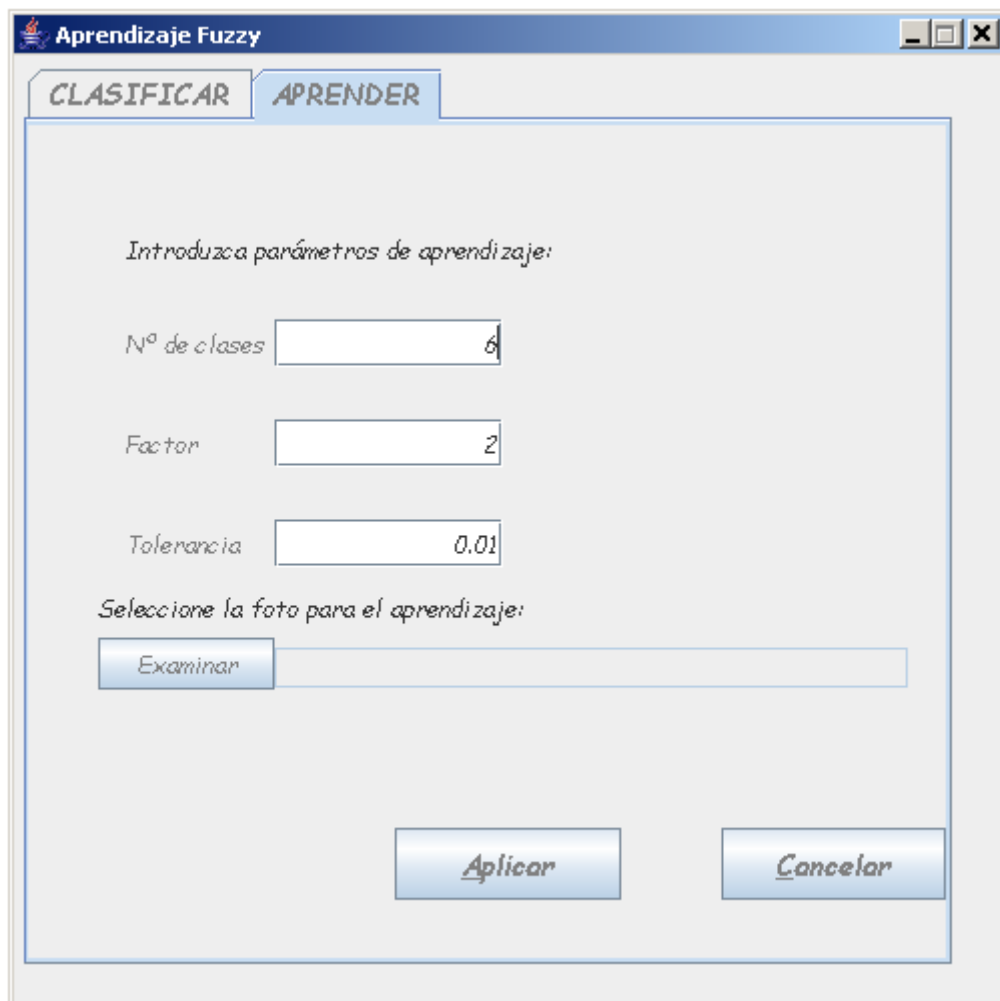 Aprendizaje Fuzzy
CLASIFICAR APRENDER
Introduzca parámetros de aprendizaje:
Nº de clases 6
Factor 2
Tolerancia 0.01
Seleccione la foto para el aprendizaje:
Examinar
Aplicar Cancelar